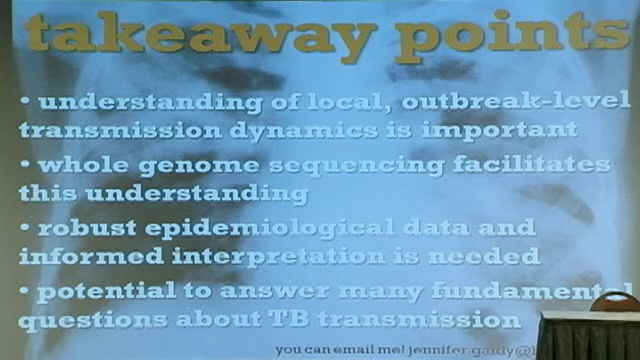 takeaway points
• understanding of local, outbreak-level
transmission dynamics is important
• whole genome sequencing facilitates
this understanding
• robust epidemiological data and
informed interpretation is needed
• potential to answer many fundamental
questions about TB transmission
you can email me! jennifer.gardy@